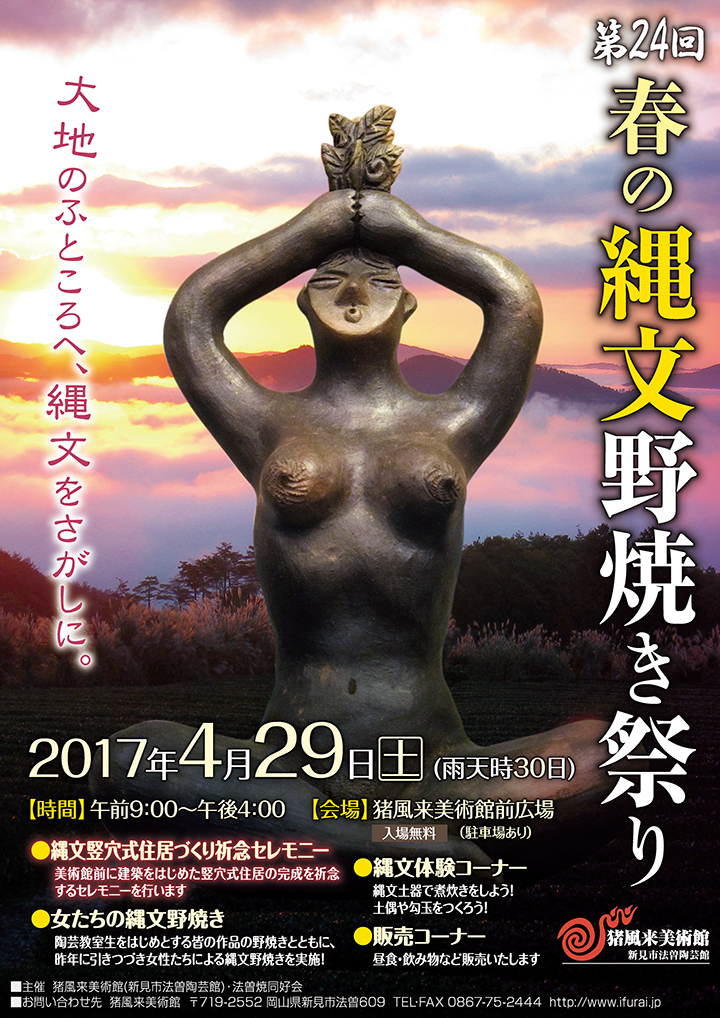 第24回
春の縄文野焼き祭り
大地のふところへ、縄文をさがしに。
2017年4月29日土 (雨天時30日)
【時間】午前9:00～午後4:00 【会場】猪風来美術館前広場
入場無料 (駐車場あり)
●縄文竪穴式住居づくり祈念セレモニー
美術館前に建築をはじめた竪穴式住居の完成を祈念
するセレモニーを行います
●女たちの縄文野焼き
陶芸教室生をはじめとする皆の作品の野焼きとともに、
昨年に引きつづき女性たちによる縄文野焼きを実施!
●縄文体験コーナー
縄文土器で煮炊きをしよう!
土偶や勾玉をつくろう!
●販売コーナー
昼食・飲み物など販売いたします
猪風来美術館
新見市法曽陶芸館
■主催 猪風来美術館(新見市法曽陶芸館)・法曽焼同好会
■お問い合わせ先 猪風来美術館 〒719-2552 岡山県新見市法曽609 TEL・FAX 0867-75-2444 http://www.ifurai.jp